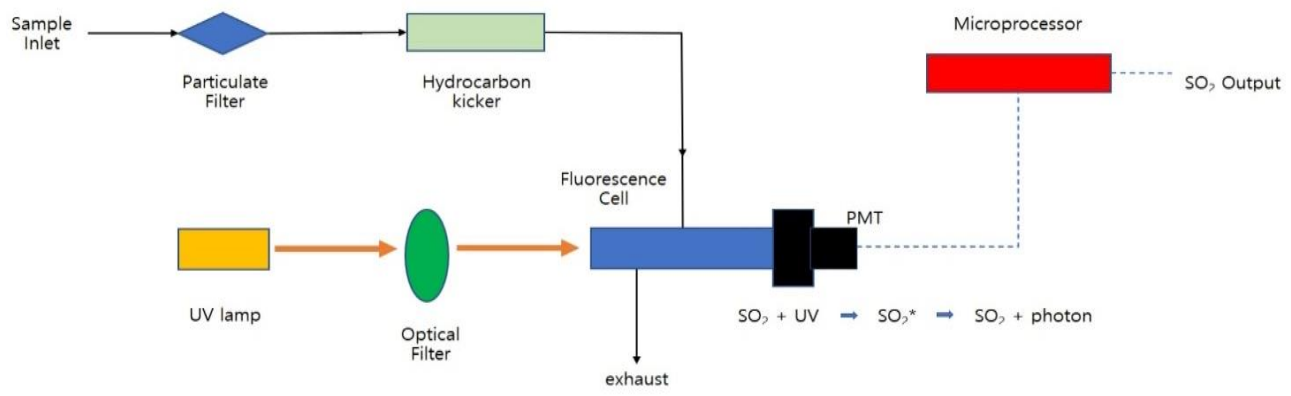 Sample
Inlet
Particulate
Filter
Hydrocarbon
kicker
Microprocessor
SO₂ Output
Fluorescence
Cell
PMT
UV lamp
Optical
Filter
SO₂ + UV → SO₂* → SO₂ + photon
exhaust